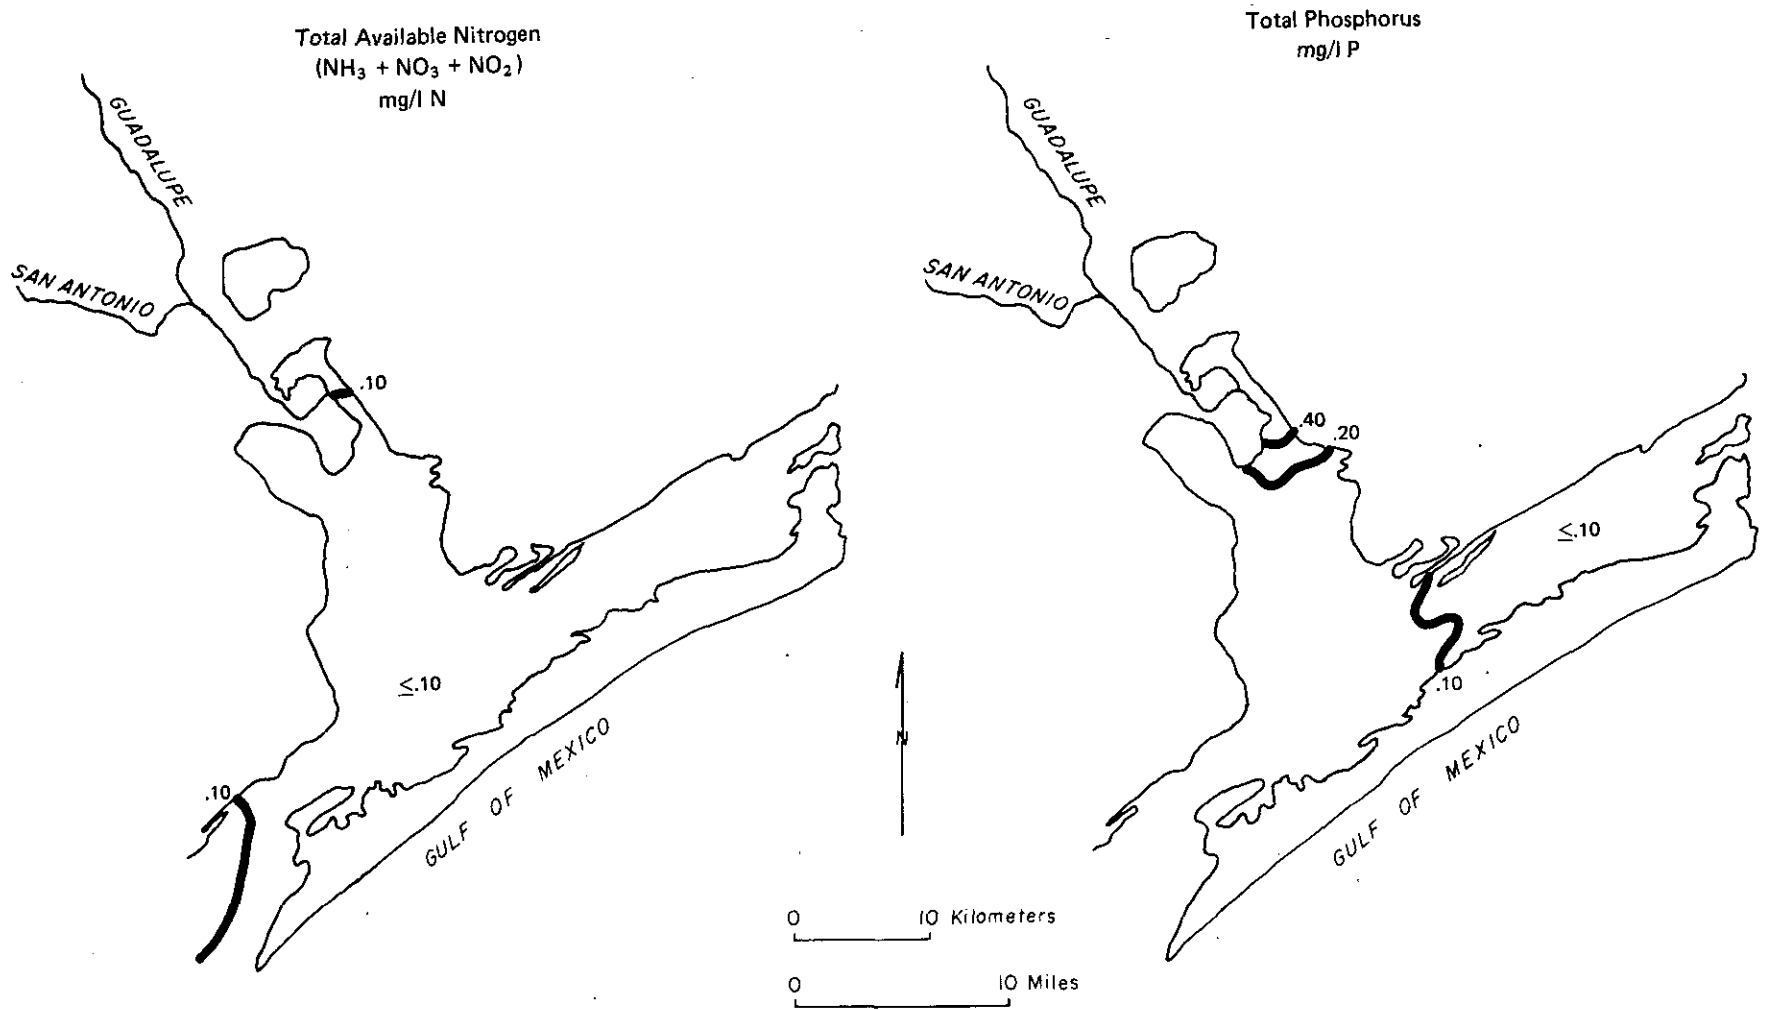 Total Available Nitrogen
(NH₃ + NO₃ + NO₂)
mg/l N
GUADALUPE
SAN ANTONIO
.10
≤.10
.10
GULF OF MEXICO
Total Phosphorus
mg/l P
GUADALUPE
SAN ANTONIO
.40
.20
≤.10
.10
GULF OF MEXICO
N
0 10 Kilometers
0 10 Miles